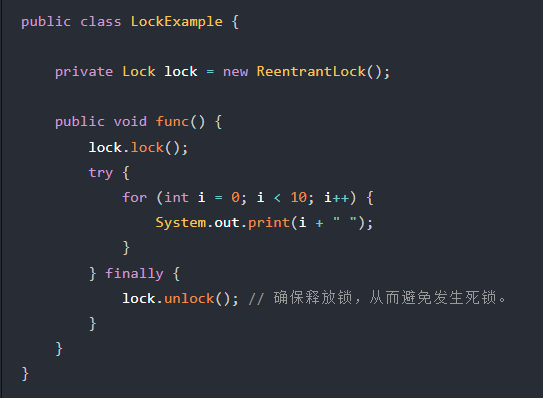 public class LockExample {
private Lock lock = new ReentrantLock();
public void func() {
lock.lock();
try {
for (int i = 0; i < 10; i++) {
System.out.print(i + " ");
}
} finally {
lock.unlock(); // 确保释放锁，从而避免发生死锁。
}
}
}